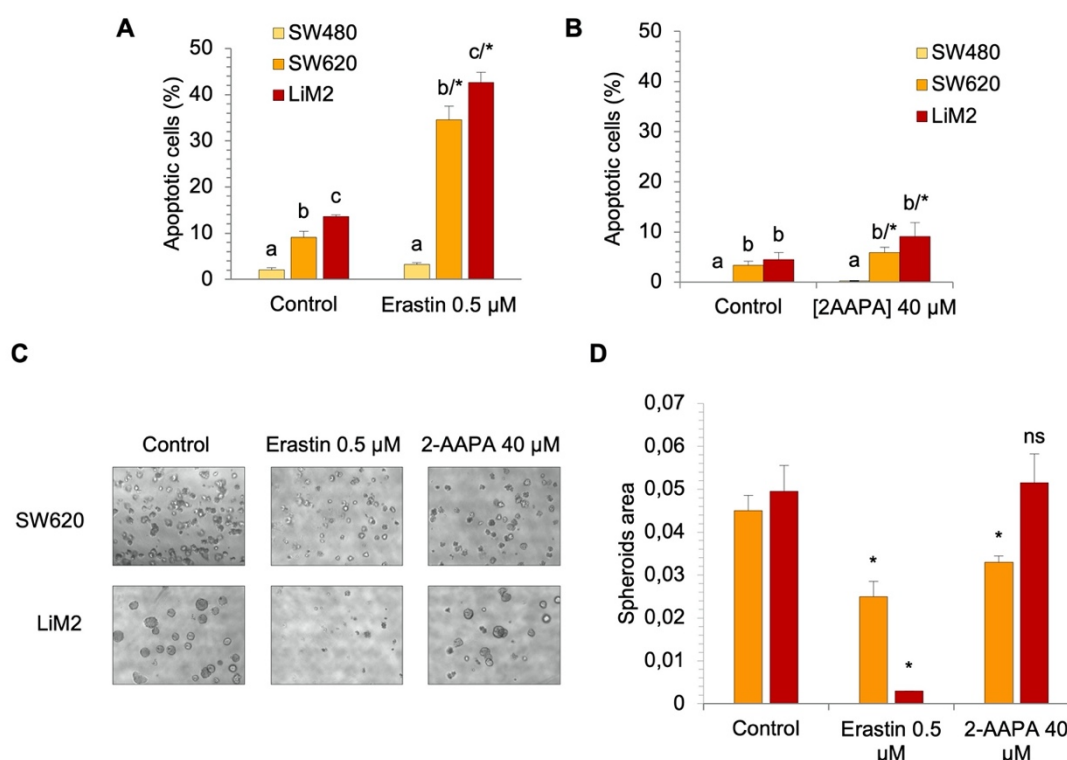 A
SW480
SW620
LiM2
50
40
30
20
10
0
Apoptotic cells (%)
a
b
c
a
b/*
c/*
Control
Erastin 0.5 µM
B
SW480
SW620
LiM2
50
40
30
20
10
0
Apoptotic cells (%)
a
b
b
a
b/*
b/*
Control
[2AAPA] 40 µM
C
Control
Erastin 0.5 µM
2-AAPA 40 µM
SW620
LiM2
D
0,07
0,06
0,05
0,04
0,03
0,02
0,01
0
Spheroids area
*
*
*
ns
Control
Erastin 0.5
µM
2-AAPA 40
µM